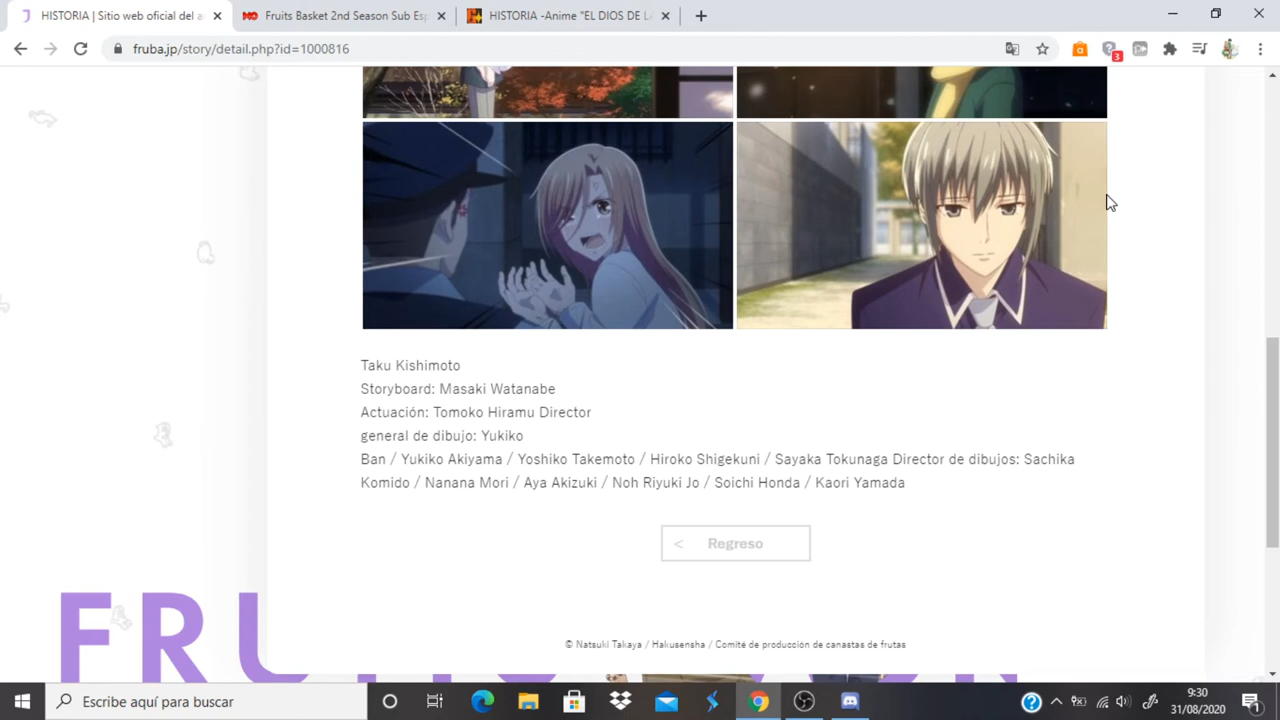 HISTORIA | Sitio web oficial del a
Fruits Basket 2nd Season Sub Esp
HISTORIA -Anime "EL DIOS DE LA
fruba.jp/story/detail.php?id=1000816
3
Taku Kishimoto
Storyboard: Masaki Watanabe
Actuación: Tomoko Hiramu Director
general de dibujo: Yukiko
Ban / Yukiko Akiyama / Yoshiko Takemoto / Hiroko Shigekuni / Sayaka Tokunaga Director de dibujos: Sachika
Komido / Nanana Mori / Aya Akizuki / Noh Riyuki Jo / Soichi Honda / Kaori Yamada
< Regreso
© Natsuki Takaya / Hakusensha / Comité de producción de canastas de frutas
Escribe aquí para buscar
9:30
31/08/2020
1